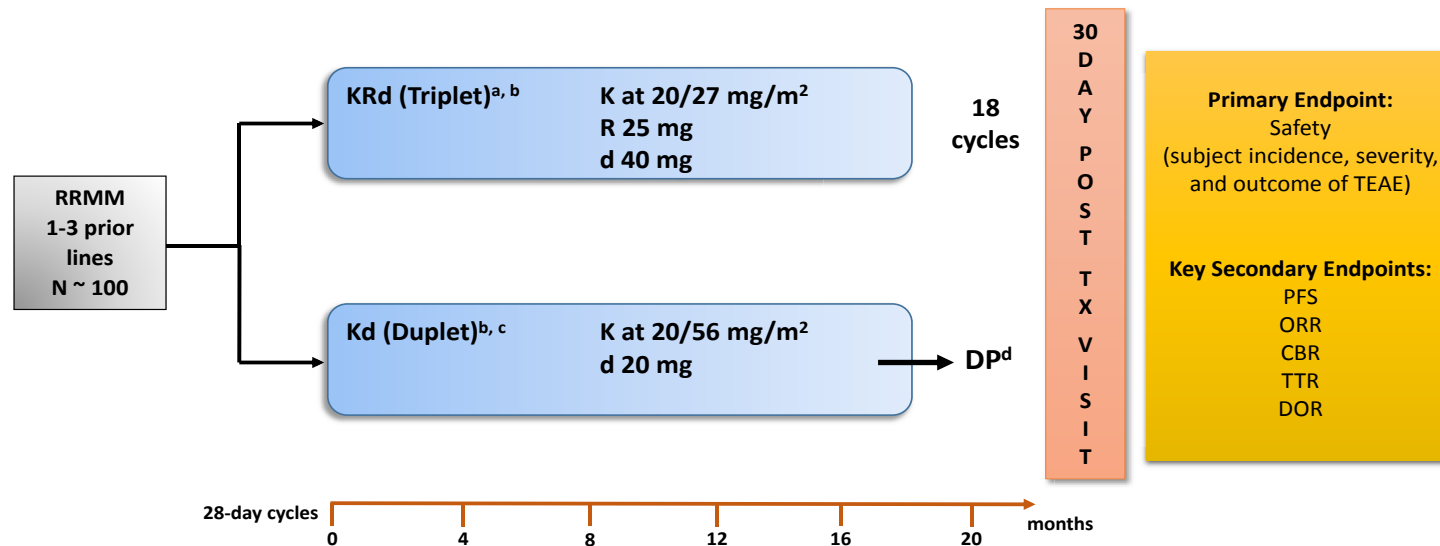 RRMM
1-3 prior
lines
N ~ 100
KRd (Triplet)a, b
K at 20/27 mg/m²
R 25 mg
d 40 mg
18
cycles
Kd (Duplet)b, c
K at 20/56 mg/m²
d 20 mg
DPd
30
D
A
Y
P
O
S
T
T
X
V
I
S
I
T
Primary Endpoint:
Safety
(subject incidence, severity,
and outcome of TEAE)
Key Secondary Endpoints:
PFS
ORR
CBR
TTR
DOR
28-day cycles
0
4
8
12
16
20
months